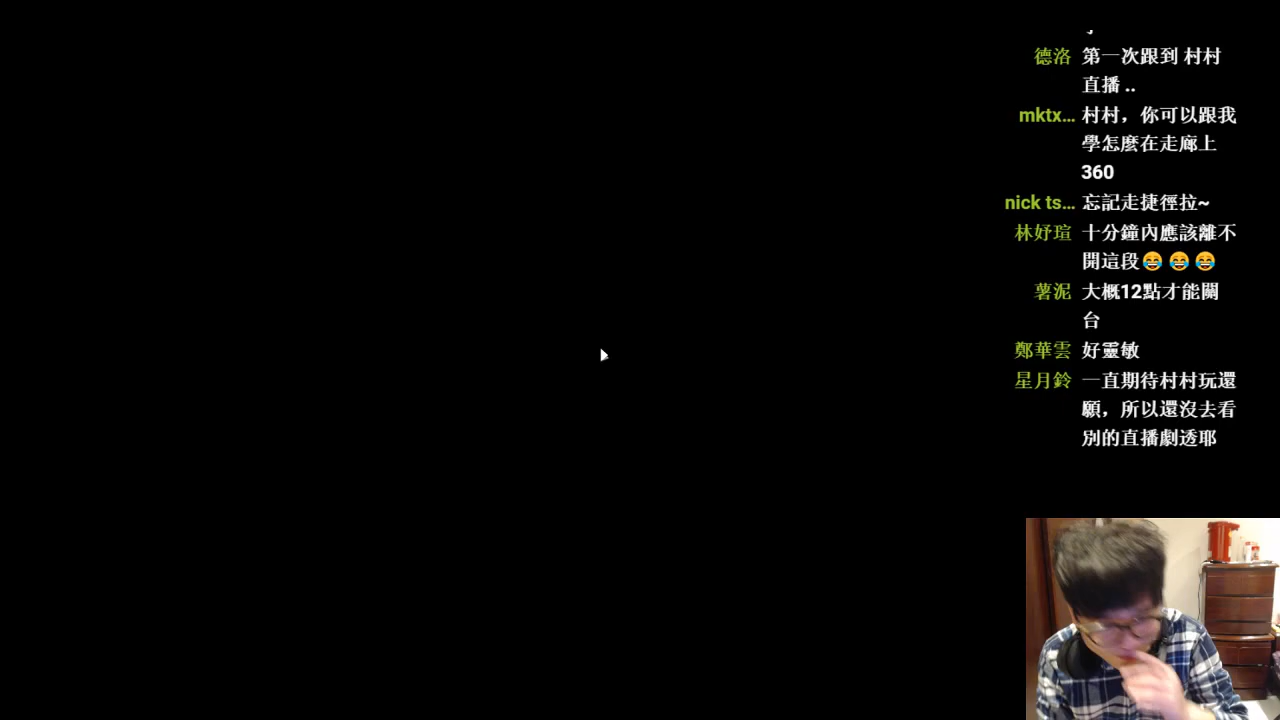 德洛 第一次跟到 村村
直播 ..
mktx... 村村，你可以跟我
學怎麼在走廊上
360
nick ts... 忘記走捷徑拉~
林妤瑄 十分鐘內應該離不
開這段😂😂😂
薯泥 大概12點才能關
台
鄭華雲 好靈敏
星月鈴 一直期待村村玩還
願，所以還沒去看
別的直播劇透耶